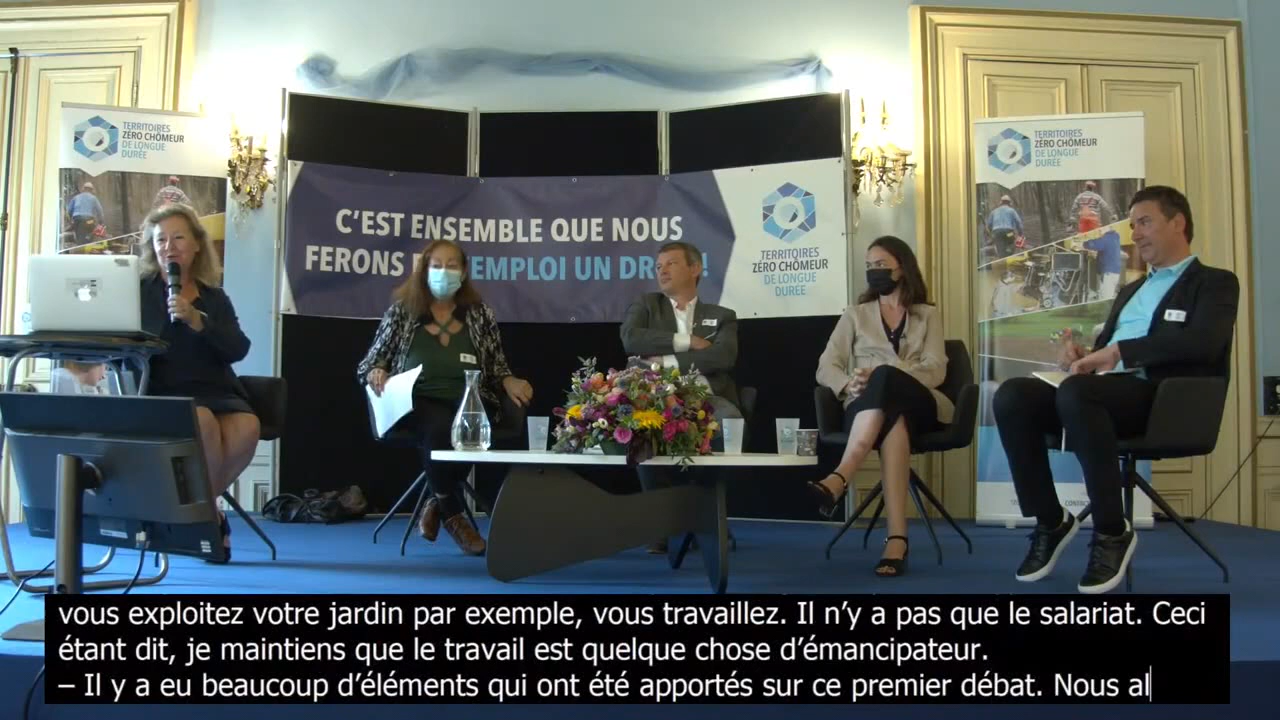 TERRITOIRES
ZÉRO CHÔMEUR
DE LONGUE
DURÉE
C'EST ENSEMBLE QUE NOUS
FERONS EMPLOI UN DR !
TERRITOIRES
ZÉRO CHÔMEUR
DE LONGUE
DURÉE
TERRITOIRES
ZÉRO CHÔMEUR
DE LONGUE
DURÉE
vous exploitez votre jardin par exemple, vous travaillez. Il n’y a pas que le salariat. Ceci
étant dit, je maintiens que le travail est quelque chose d’émancipateur.
– Il y a eu beaucoup d’éléments qui ont été apportés sur ce premier débat. Nous al